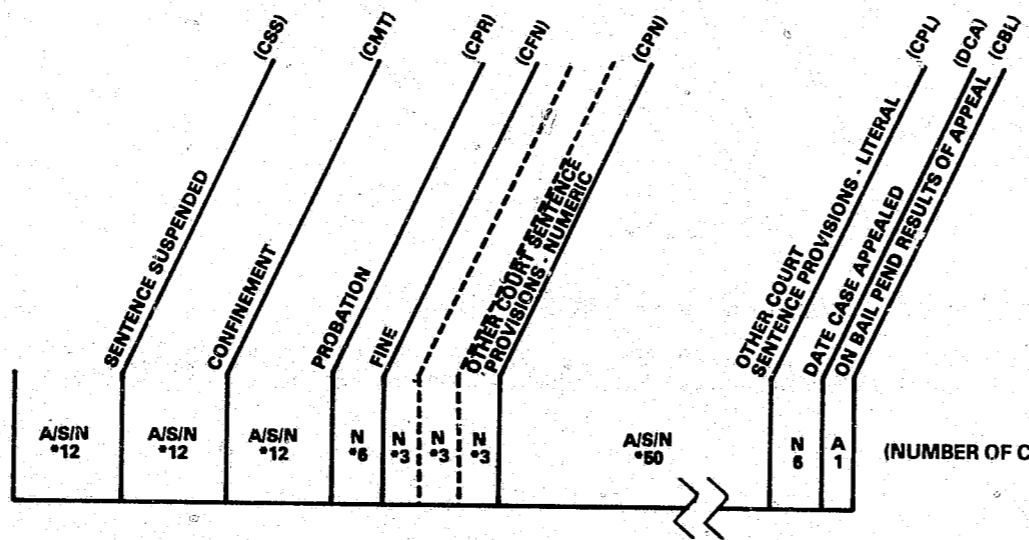 (CSS)
(CMT)
(CPR)
(CFN)
(CPN)
(CPL)
(DCA)
(CBL)
SENTENCE SUSPENDED
CONFINEMENT
PROBATION
FINE
OTHER COURT SENTENCE
PROVISIONS - NUMERIC
OTHER COURT
SENTENCE PROVISIONS - LITERAL
DATE CASE APPEALED
ON BAIL PEND RESULTS OF APPEAL
A/S/N
*12
A/S/N
*12
A/S/N
*12
N
*6
N
*3
N
*3
N
*3
A/S/N
*50
N
6
A
1
(NUMBER OF C